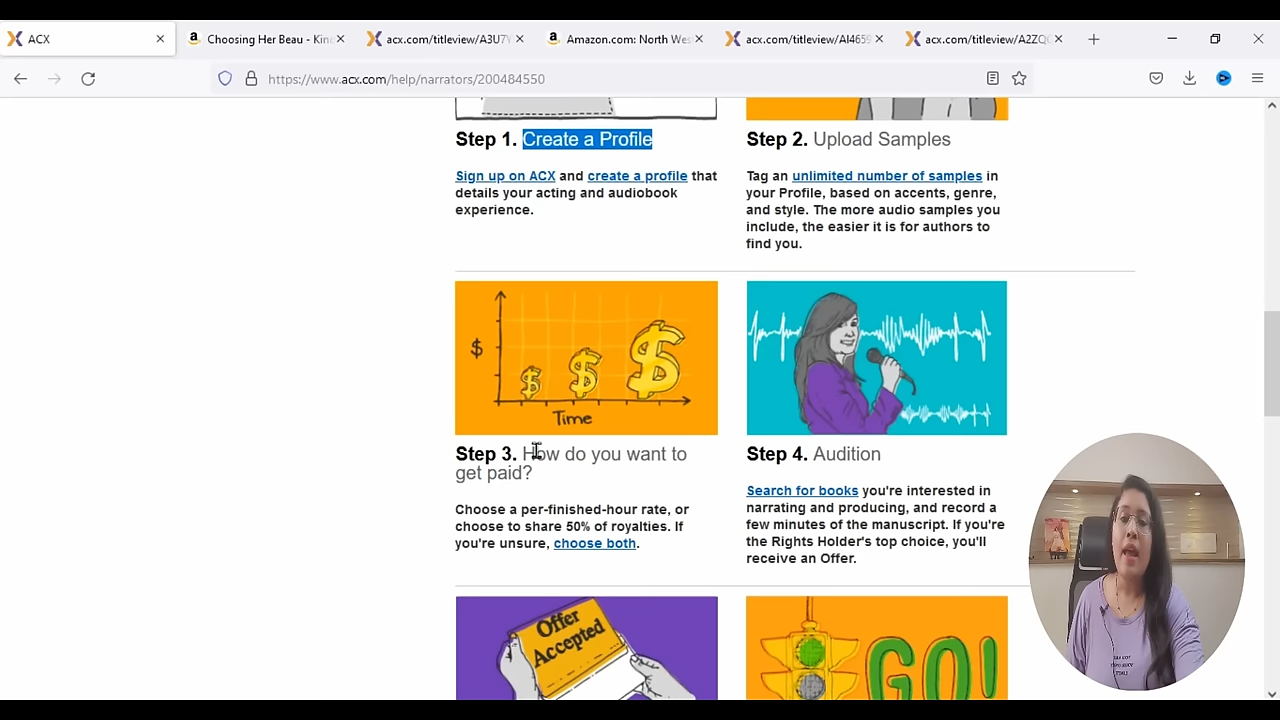 ACX
Choosing Her Beau - Kin
acx.com/titleview/A3U7
Amazon.com: North Wes
acx.com/titleview/AI465
acx.com/titleview/A2ZQ
https://www.acx.com/help/narrators/200484550
Step 1. Create a Profile
Sign up on ACX and create a profile that
details your acting and audiobook
experience.
Step 2. Upload Samples
Tag an unlimited number of samples in
your Profile, based on accents, genre,
and style. The more audio samples you
include, the easier it is for authors to
find you.
$
$ $ $
Time
Step 3. How do you want to
get paid?
Choose a per-finished-hour rate, or
choose to share 50% of royalties. If
you're unsure, choose both.
Step 4. Audition
Search for books you're interested in
narrating and producing, and record a
few minutes of the manuscript. If you're
the Rights Holder's top choice, you'll
receive an Offer.
Offer
Accepted
GO!